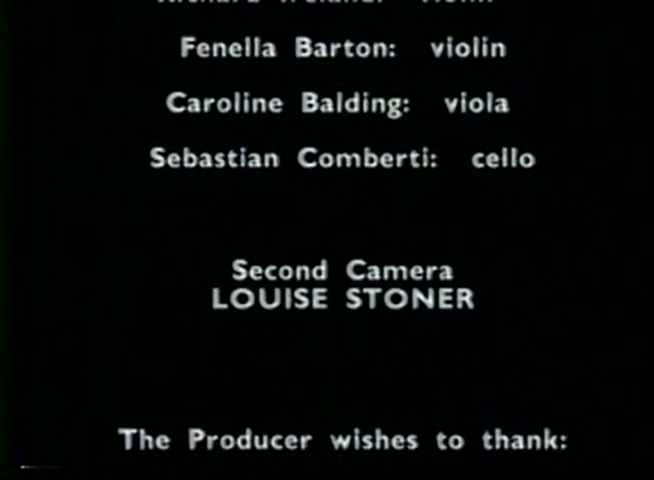 Fenella Barton: violin
Caroline Balding: viola
Sebastian Comberti: cello
Second Camera
LOUISE STONER
The Producer wishes to thank: